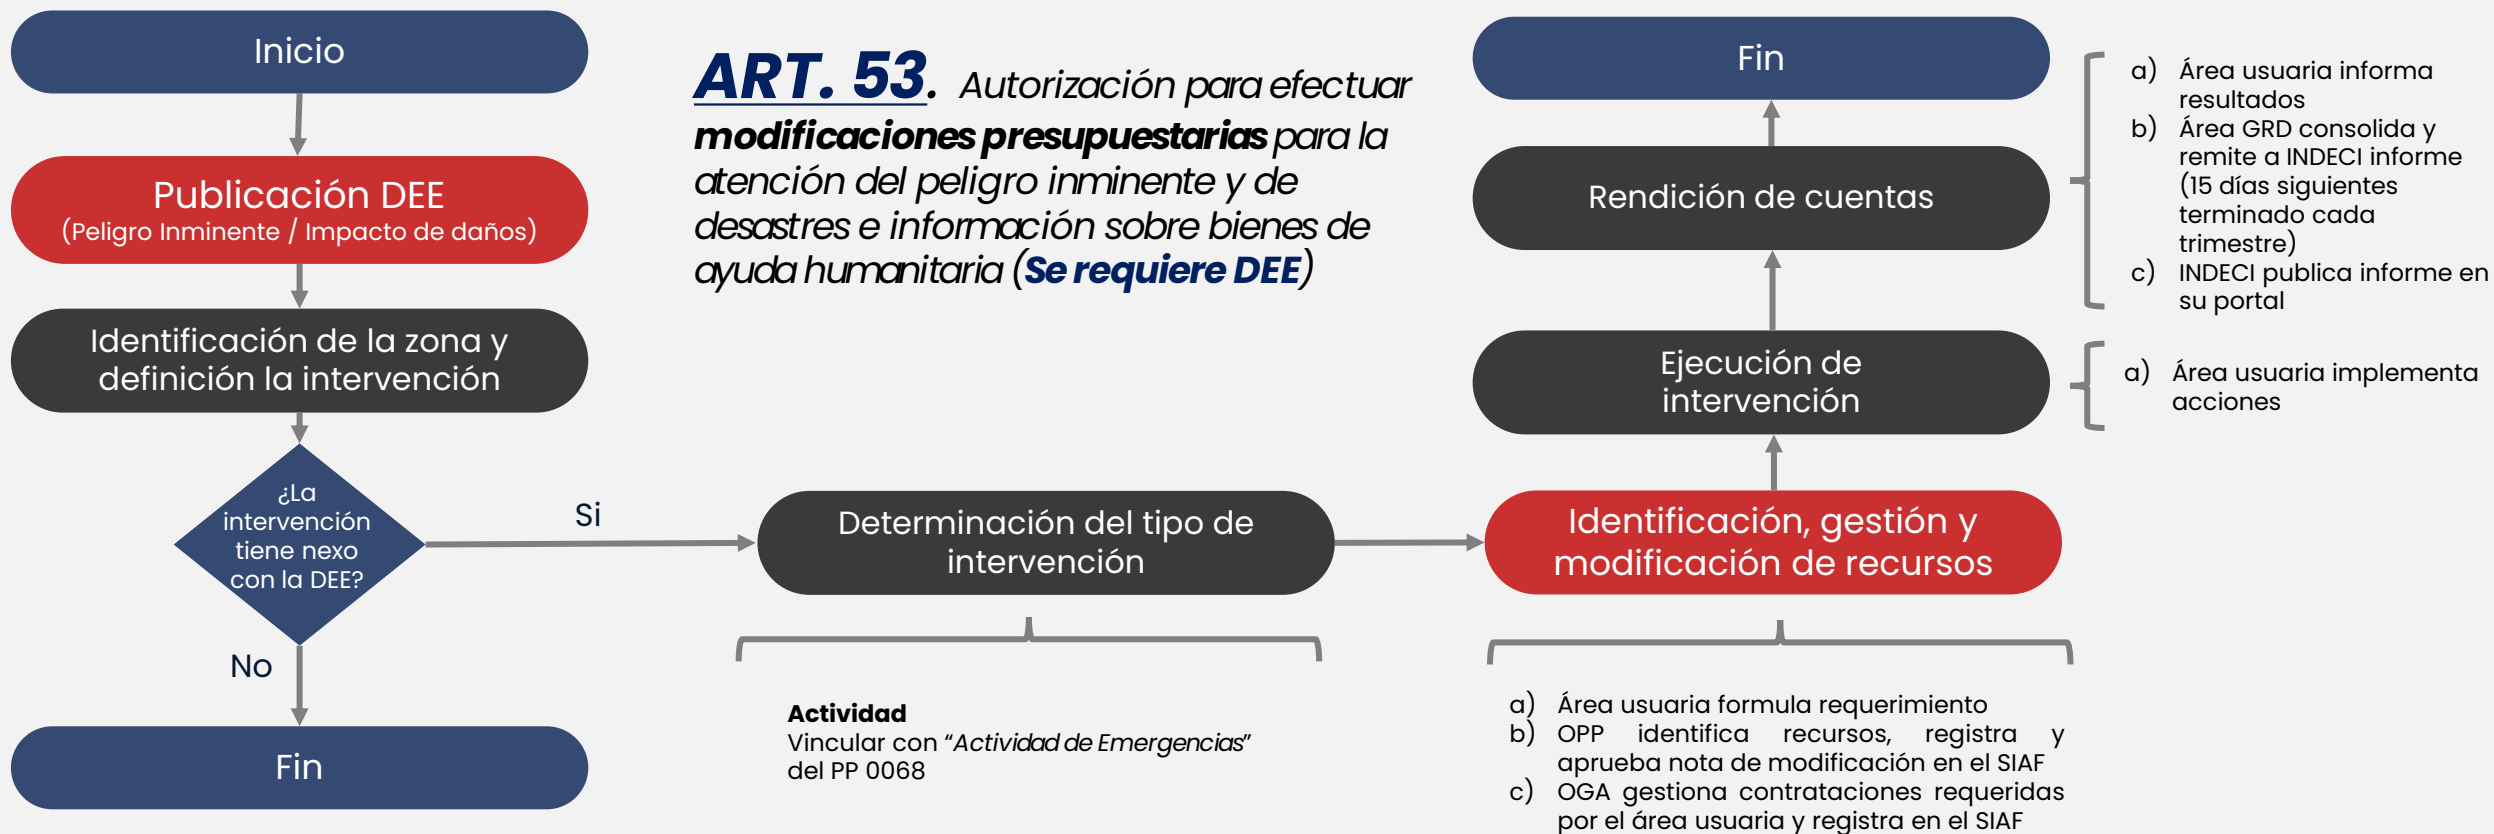 Inicio
Publicación DEE
(Peligro Inminente / Impacto de daños)
Identificación de la zona y
definición la intervención
¿La
intervención
tiene nexo
con la DEE?
Si
No
Fin
ART. 53. Autorización para efectuar
modificaciones presupuestarias para la
atención del peligro inminente y de
desastres e información sobre bienes de
ayuda humanitaria (Se requiere DEE)
Determinación del tipo de
intervención
Actividad
Vincular con “Actividad de Emergencias”
del PP 0068
Identificación, gestión y
modificación de recursos
a) Área usuaria formula requerimiento
b) OPP identifica recursos, registra y
aprueba nota de modificación en el SIAF
c) OGA gestiona contrataciones requeridas
por el área usuaria y registra en el SIAF
Ejecución de
intervención
a) Área usuaria implementa
acciones
Rendición de cuentas
a) Área usuaria informa
resultados
b) Área GRD consolida y
remite a INDECI informe
(15 días siguientes
terminado cada
trimestre)
c) INDECI publica informe en
su portal
Fin